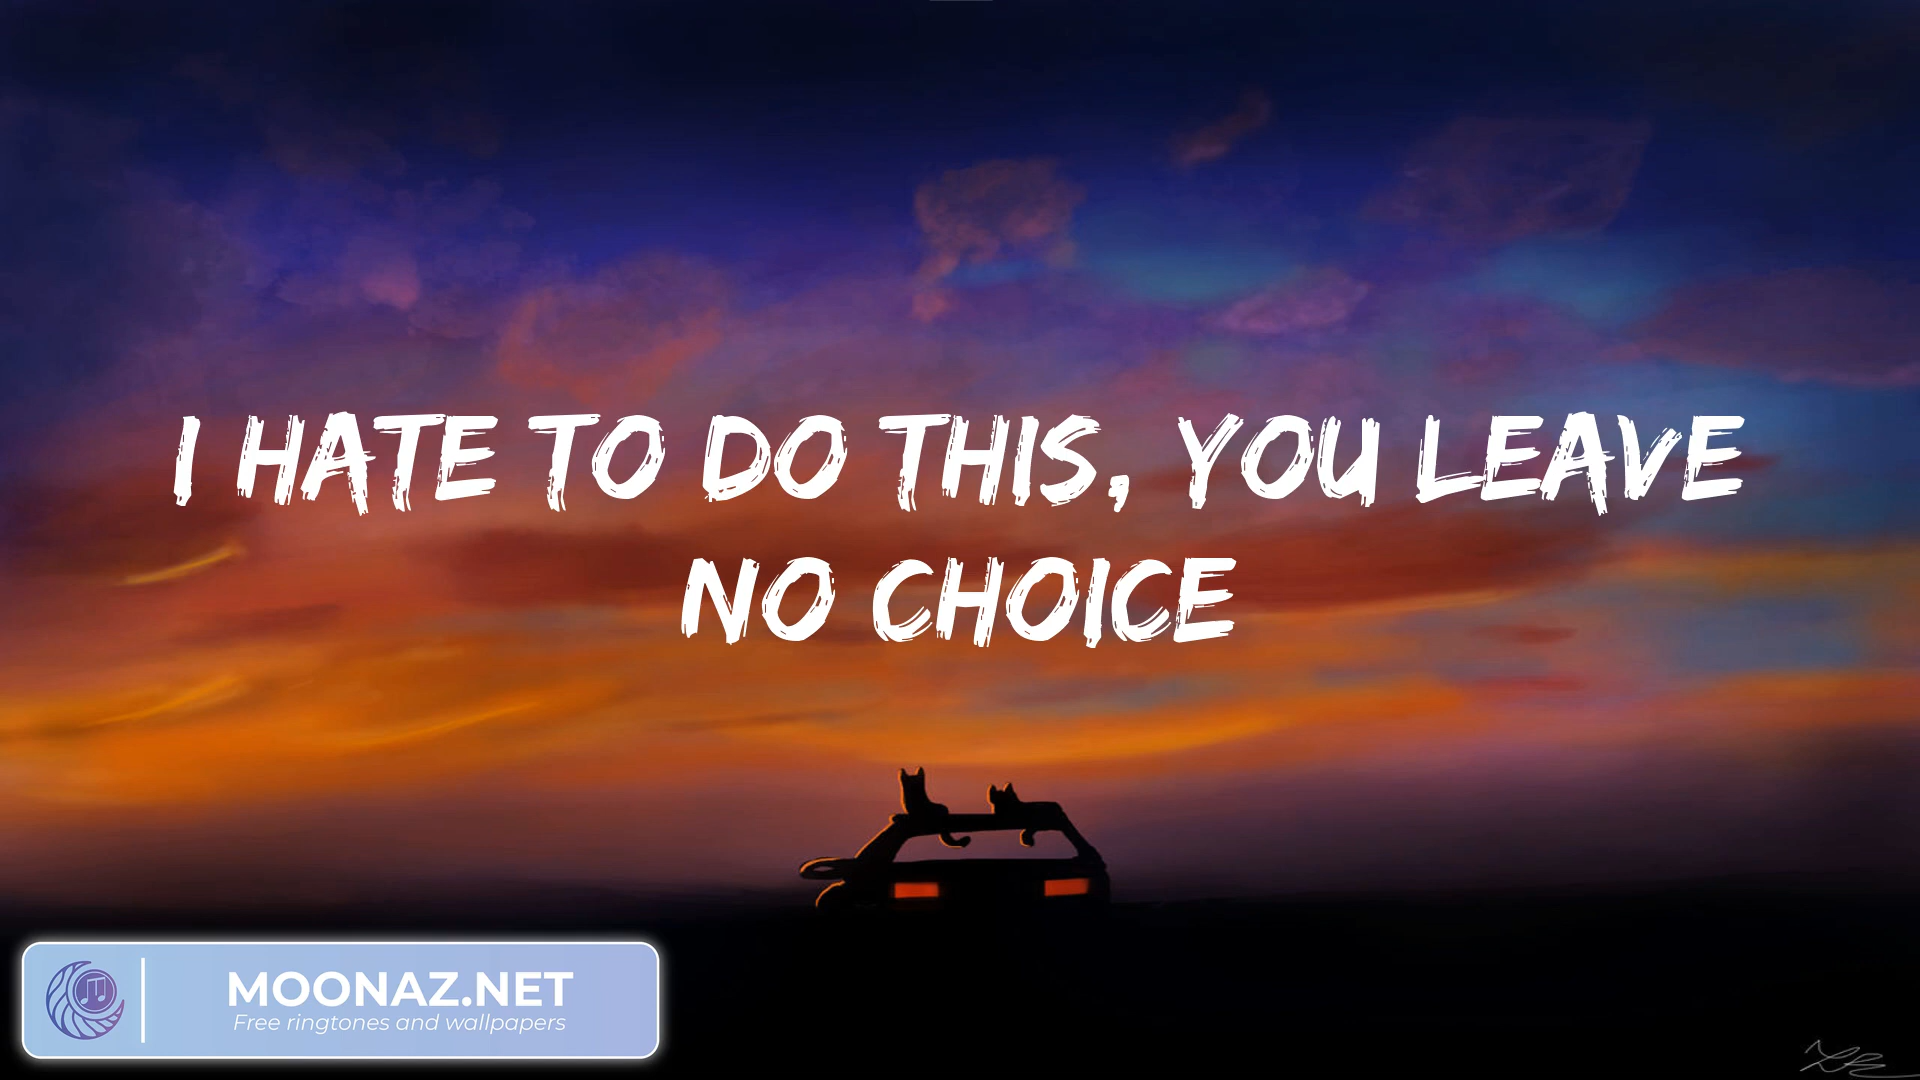 I HATE TO DO THIS, YOU LEAVE
NO CHOICE
MOONAZ.NET
Free ringtones and wallpapers